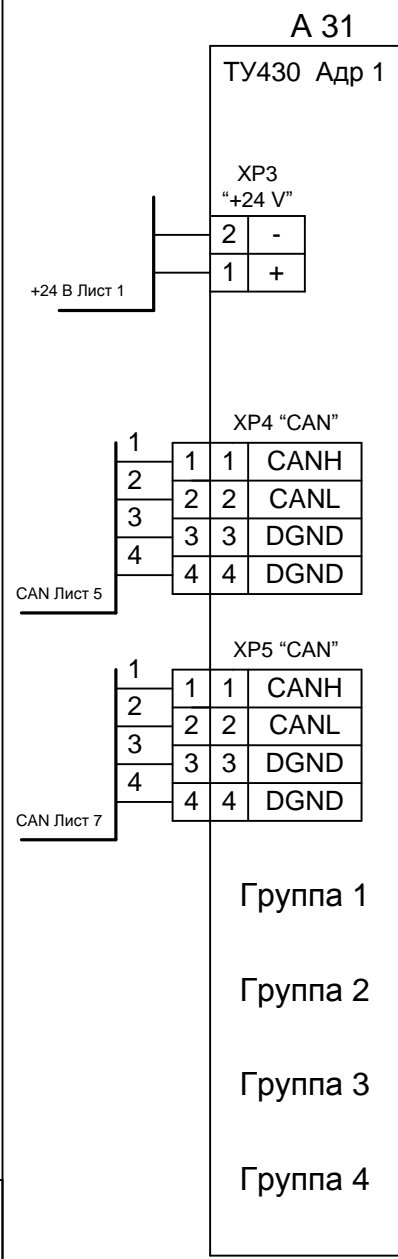 А 31
ТУ430 Адр 1
XP3
“+24 V”
2 -
1 +
+24 В Лист 1
XP4 “CAN”
1 1 1 CANH
2 2 2 CANL
3 3 3 DGND
4 4 4 DGND
CAN Лист 5
XP5 “CAN”
1 1 1 CANH
2 2 2 CANL
3 3 3 DGND
4 4 4 DGND
CAN Лист 7
Группа 1
Группа 2
Группа 3
Группа 4